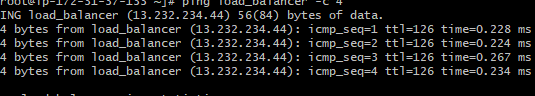 root@ip-172-31-37-133 ~]# ping load_balancer -c 4
ING load_balancer (13.232.234.44) 56(84) bytes of data.
4 bytes from load_balancer (13.232.234.44): icmp_seq=1 ttl=126 time=0.228 ms
4 bytes from load_balancer (13.232.234.44): icmp_seq=2 ttl=126 time=0.224 ms
4 bytes from load_balancer (13.232.234.44): icmp_seq=3 ttl=126 time=0.267 ms
4 bytes from load_balancer (13.232.234.44): icmp_seq=4 ttl=126 time=0.234 ms